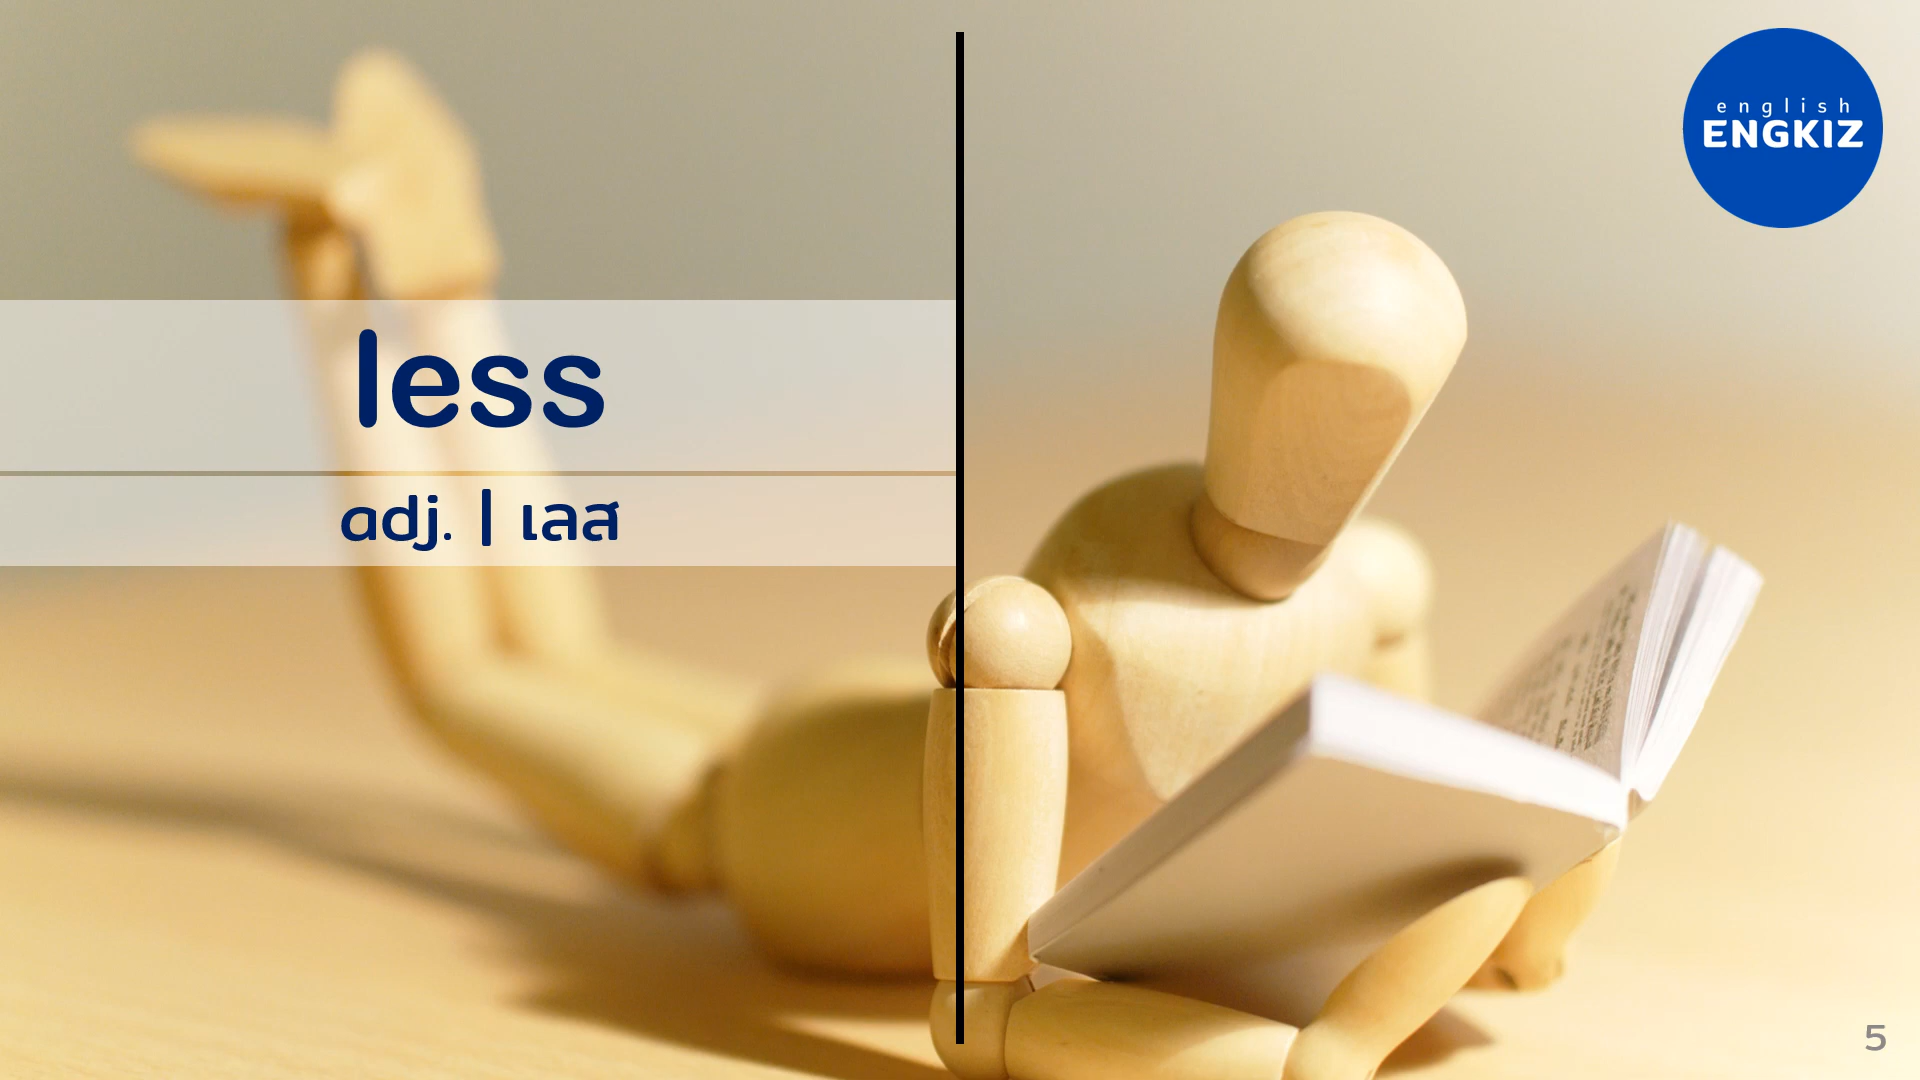 less
adj. | เลส
english
ENGKIZ
5